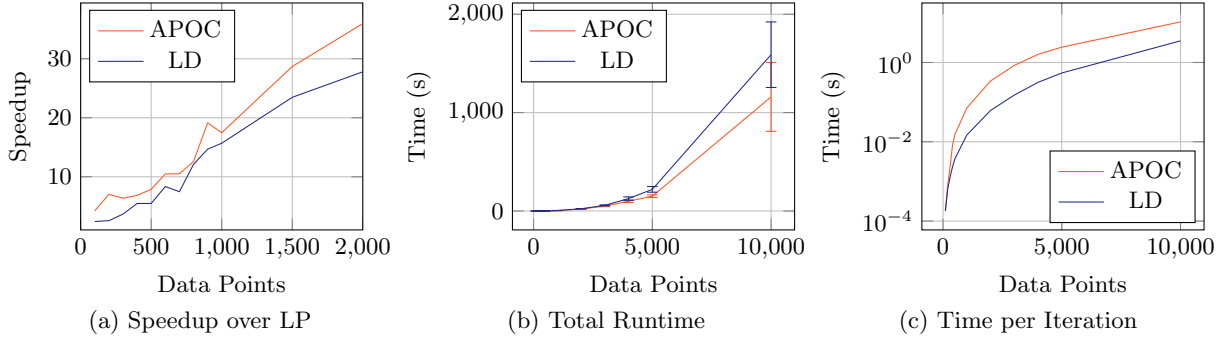 APOC
LD
30
20
10
Speedup
0
500
1,000
1,500
2,000
Data Points
(a) Speedup over LP
APOC
LD
2,000
1,000
0
Time (s)
0
5,000
10,000
Data Points
(b) Total Runtime
APOC
LD
10^0
10^−2
10^−4
Time (s)
0
5,000
10,000
Data Points
(c) Time per Iteration